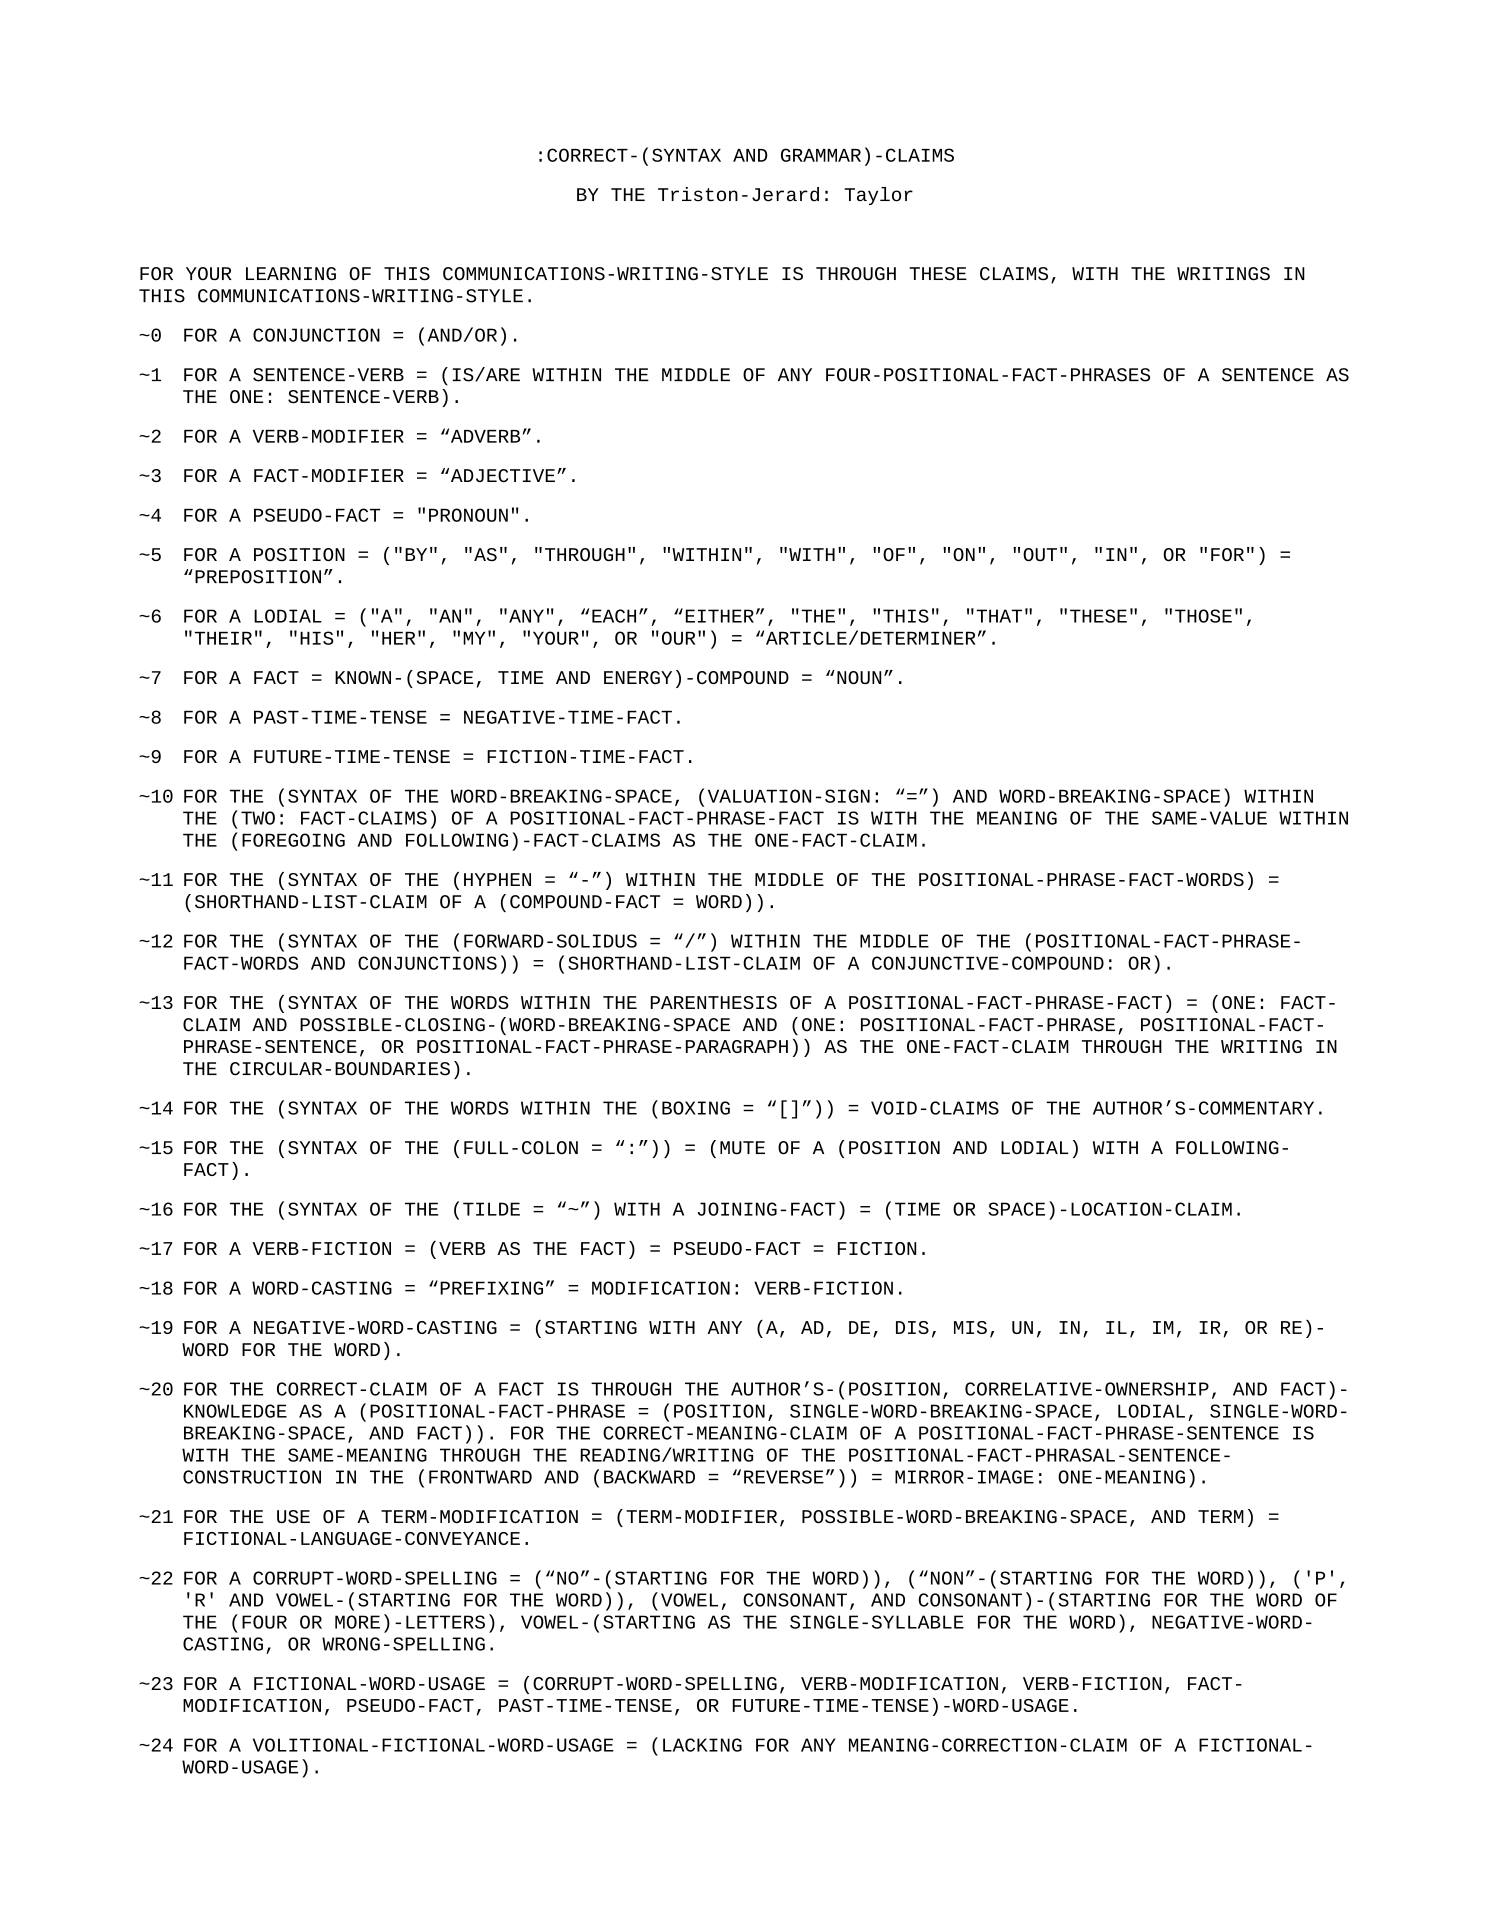 :CORRECT-(SYNTAX AND GRAMMAR)-CLAIMS
BY THE Triston-Jerard: Taylor
FOR YOUR LEARNING OF THIS COMMUNICATIONS-WRITING-STYLE IS THROUGH THESE CLAIMS, WITH THE WRITINGS IN
THIS COMMUNICATIONS-WRITING-STYLE.
~0 FOR A CONJUNCTION = (AND/OR).
~1 FOR A SENTENCE-VERB = (IS/ARE WITHIN THE MIDDLE OF ANY FOUR-POSITIONAL-FACT-PHRASES OF A SENTENCE AS
THE ONE: SENTENCE-VERB).
~2 FOR A VERB-MODIFIER = “ADVERB”.
~3 FOR A FACT-MODIFIER = “ADJECTIVE”.
~4 FOR A PSEUDO-FACT = "PRONOUN".
~5 FOR A POSITION = ("BY", "AS", "THROUGH", "WITHIN", "WITH", "OF", "ON", "OUT", "IN", OR "FOR") =
“PREPOSITION”.
~6 FOR A LODIAL = ("A", "AN", "ANY", “EACH”, “EITHER”, "THE", "THIS", "THAT", "THESE", "THOSE",
"THEIR", "HIS", "HER", "MY", "YOUR", OR "OUR") = “ARTICLE/DETERMINER”.
~7 FOR A FACT = KNOWN-(SPACE, TIME AND ENERGY)-COMPOUND = “NOUN”.
~8 FOR A PAST-TIME-TENSE = NEGATIVE-TIME-FACT.
~9 FOR A FUTURE-TIME-TENSE = FICTION-TIME-FACT.
~10 FOR THE (SYNTAX OF THE WORD-BREAKING-SPACE, (VALUATION-SIGN: “=”) AND WORD-BREAKING-SPACE) WITHIN
THE (TWO: FACT-CLAIMS) OF A POSITIONAL-FACT-PHRASE-FACT IS WITH THE MEANING OF THE SAME-VALUE WITHIN
THE (FOREGOING AND FOLLOWING)-FACT-CLAIMS AS THE ONE-FACT-CLAIM.
~11 FOR THE (SYNTAX OF THE (HYPHEN = “-”) WITHIN THE MIDDLE OF THE POSITIONAL-PHRASE-FACT-WORDS) =
(SHORTHAND-LIST-CLAIM OF A (COMPOUND-FACT = WORD)).
~12 FOR THE (SYNTAX OF THE (FORWARD-SOLIDUS = “/”) WITHIN THE MIDDLE OF THE (POSITIONAL-FACT-PHRASE-
FACT-WORDS AND CONJUNCTIONS)) = (SHORTHAND-LIST-CLAIM OF A CONJUNCTIVE-COMPOUND: OR).
~13 FOR THE (SYNTAX OF THE WORDS WITHIN THE PARENTHESIS OF A POSITIONAL-FACT-PHRASE-FACT) = (ONE: FACT-
CLAIM AND POSSIBLE-CLOSING-(WORD-BREAKING-SPACE AND (ONE: POSITIONAL-FACT-PHRASE, POSITIONAL-FACT-
PHRASE-SENTENCE, OR POSITIONAL-FACT-PHRASE-PARAGRAPH)) AS THE ONE-FACT-CLAIM THROUGH THE WRITING IN
THE CIRCULAR-BOUNDARIES).
~14 FOR THE (SYNTAX OF THE WORDS WITHIN THE (BOXING = “[]”)) = VOID-CLAIMS OF THE AUTHOR’S-COMMENTARY.
~15 FOR THE (SYNTAX OF THE (FULL-COLON = “:”)) = (MUTE OF A (POSITION AND LODIAL) WITH A FOLLOWING-
FACT).
~16 FOR THE (SYNTAX OF THE (TILDE = “~”) WITH A JOINING-FACT) = (TIME OR SPACE)-LOCATION-CLAIM.
~17 FOR A VERB-FICTION = (VERB AS THE FACT) = PSEUDO-FACT = FICTION.
~18 FOR A WORD-CASTING = “PREFIXING” = MODIFICATION: VERB-FICTION.
~19 FOR A NEGATIVE-WORD-CASTING = (STARTING WITH ANY (A, AD, DE, DIS, MIS, UN, IN, IL, IM, IR, OR RE)-
WORD FOR THE WORD).
~20 FOR THE CORRECT-CLAIM OF A FACT IS THROUGH THE AUTHOR’S-(POSITION, CORRELATIVE-OWNERSHIP, AND FACT)-
KNOWLEDGE AS A (POSITIONAL-FACT-PHRASE = (POSITION, SINGLE-WORD-BREAKING-SPACE, LODIAL, SINGLE-WORD-
BREAKING-SPACE, AND FACT)). FOR THE CORRECT-MEANING-CLAIM OF A POSITIONAL-FACT-PHRASE-SENTENCE IS
WITH THE SAME-MEANING THROUGH THE READING/WRITING OF THE POSITIONAL-FACT-PHRASAL-SENTENCE-
CONSTRUCTION IN THE (FRONTWARD AND (BACKWARD = “REVERSE”)) = MIRROR-IMAGE: ONE-MEANING).
~21 FOR THE USE OF A TERM-MODIFICATION = (TERM-MODIFIER, POSSIBLE-WORD-BREAKING-SPACE, AND TERM) =
FICTIONAL-LANGUAGE-CONVEYANCE.
~22 FOR A CORRUPT-WORD-SPELLING = (“NO”-(STARTING FOR THE WORD)), (“NON”-(STARTING FOR THE WORD)), ('P',
'R' AND VOWEL-(STARTING FOR THE WORD)), (VOWEL, CONSONANT, AND CONSONANT)-(STARTING FOR THE WORD OF
THE (FOUR OR MORE)-LETTERS), VOWEL-(STARTING AS THE SINGLE-SYLLABLE FOR THE WORD), NEGATIVE-WORD-
CASTING, OR WRONG-SPELLING.
~23 FOR A FICTIONAL-WORD-USAGE = (CORRUPT-WORD-SPELLING, VERB-MODIFICATION, VERB-FICTION, FACT-
MODIFICATION, PSEUDO-FACT, PAST-TIME-TENSE, OR FUTURE-TIME-TENSE)-WORD-USAGE.
~24 FOR A VOLITIONAL-FICTIONAL-WORD-USAGE = (LACKING FOR ANY MEANING-CORRECTION-CLAIM OF A FICTIONAL-
WORD-USAGE).